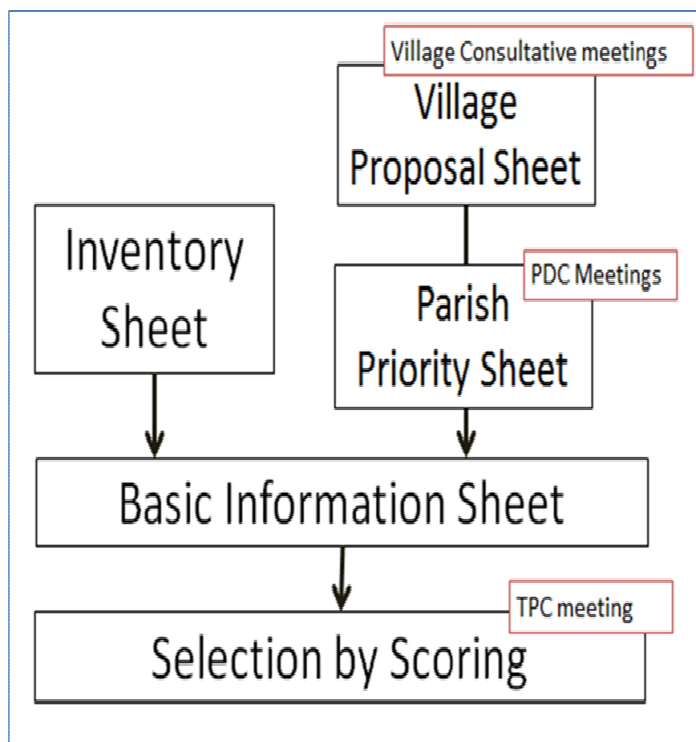 Village Consultative meetings
Village
Proposal Sheet
Inventory
Sheet
PDC Meetings
Parish
Priority Sheet
Basic Information Sheet
TPC meeting
Selection by Scoring